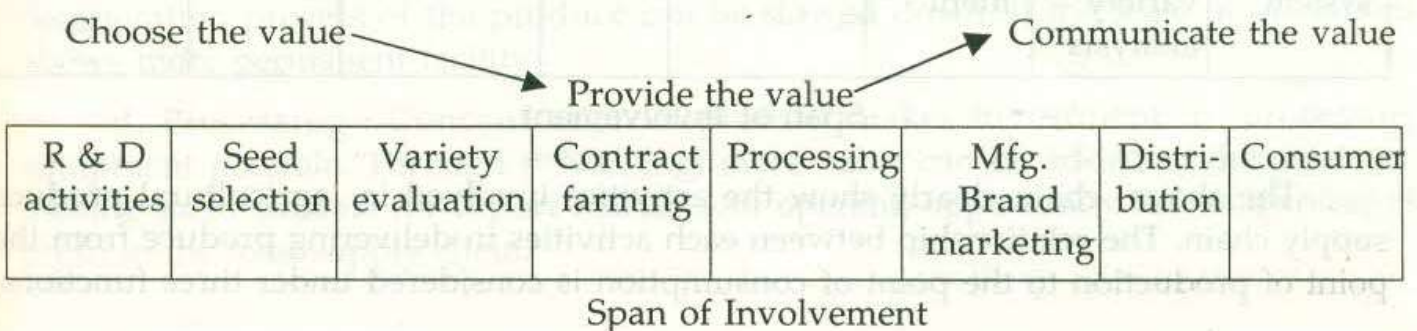 Choose the value Communicate the value
Provide the value
R & D Seed Variety Contract Processing Mfg. Distri- Consumer
activities selection evaluation farming Brand bution
marketing
Span of Involvement